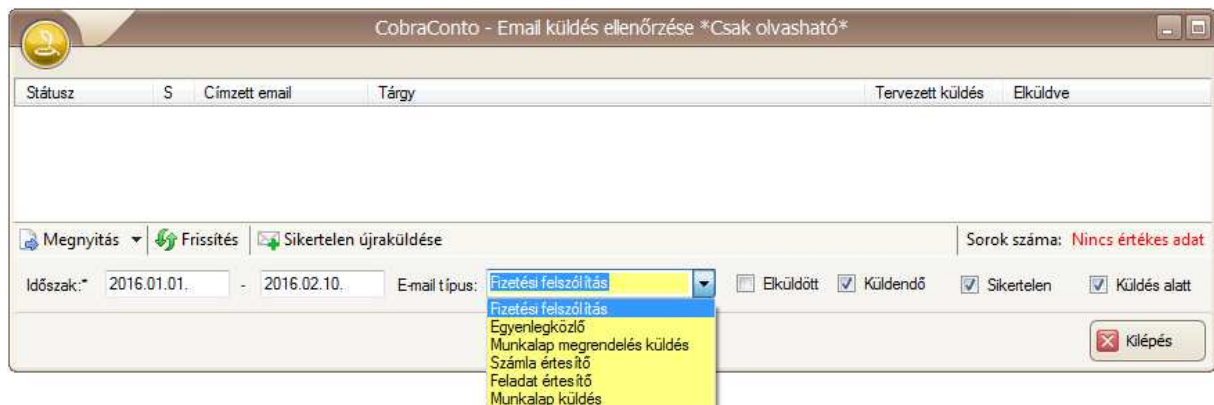 CobraConto - Email küldés ellenőrzése *Csak olvasható*
Státusz S Címzett email Tárgy Tervezett küldés Elküldve
Megnyitás Frissítés Sikertelen újraküldése Sorok száma: Nincs értékes adat
Időszak:* 2016.01.01. - 2016.02.10. E-mail típus: Fizetési felszólítás Elküldött Küldendő Sikertelen Küldés alatt
Fizetési felszólítás
Egyenlegközlő
Munkalap megrendelés küldés
Számla értesítő
Feladat értesítő
Munkalap küldés
Kilépés